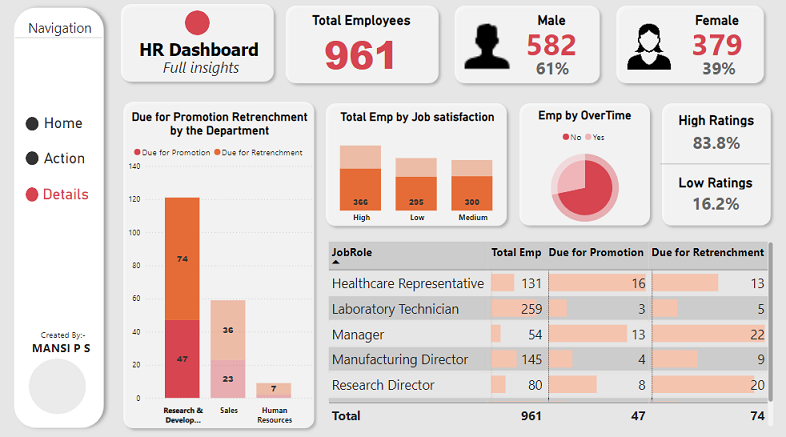 Navigation
Home
Action
Details
Created By:-
MANSI P S
HR Dashboard
Full insights
Total Employees
961
Male
582
61%
Female
379
39%
Due for Promotion Retrenchment
by the Department
Due for Promotion Due for Retrenchment
140
120
100
80
60
40
20
0
74
47
36
23
7
Research &
Develop...
Sales
Human
Resources
Total Emp by Job satisfaction
366
295
300
High
Low
Medium
Emp by OverTime
No Yes
High Ratings
83.8%
Low Ratings
16.2%
JobRole Total Emp Due for Promotion Due for Retrenchment
Healthcare Representative 131 16 13
Laboratory Technician 259 3 5
Manager 54 13 22
Manufacturing Director 145 4 9
Research Director 80 8 20
Total 961 47 74